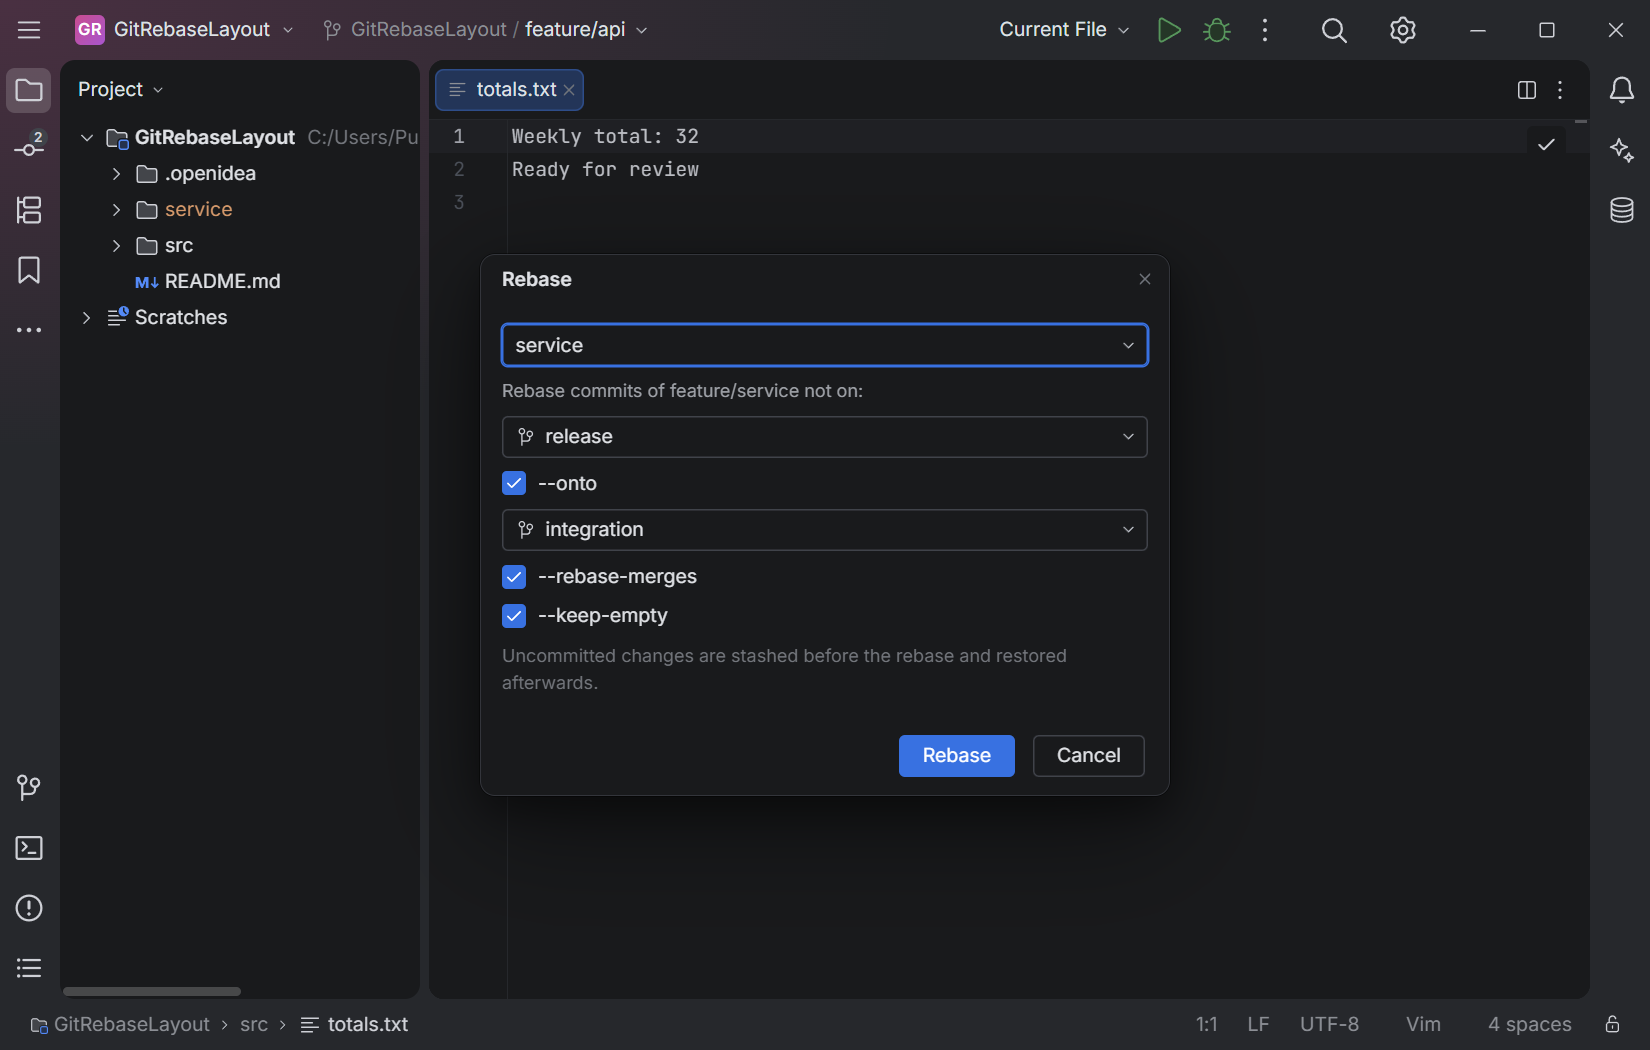 GR GitRebaseLayout GitRebaseLayout / feature/api Current File
Project
totals.txt
2
GitRebaseLayout C:/Users/Pu
.openidea
service
src
M↓ README.md
Scratches
1 Weekly total: 32
2 Ready for review
3
Rebase
service
Rebase commits of feature/service not on:
release
--onto
integration
--rebase-merges
--keep-empty
Uncommitted changes are stashed before the rebase and restored
afterwards.
Rebase Cancel
GitRebaseLayout › src › totals.txt 1:1 LF UTF-8 Vim 4 spaces